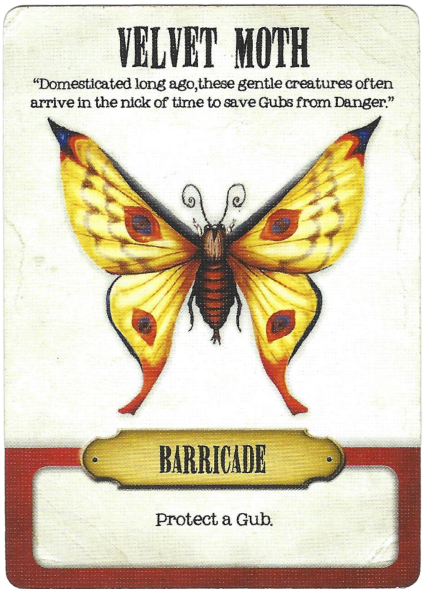 VELVET MOTH
“Domesticated long ago,these gentle creatures often
arrive in the nick of time to save Gubs from Danger.”
BARRICADE
Protect a Gub.